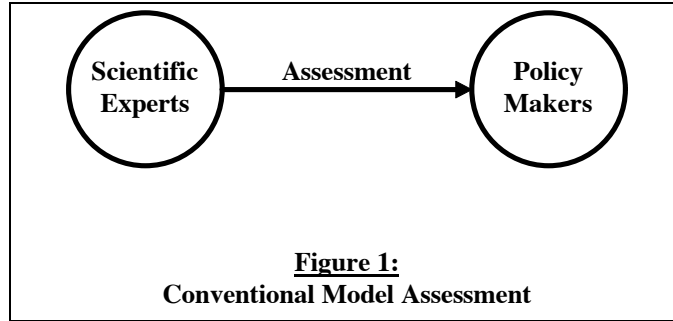 Scientific
Experts
Assessment
Policy
Makers
Figure 1:
Conventional Model Assessment